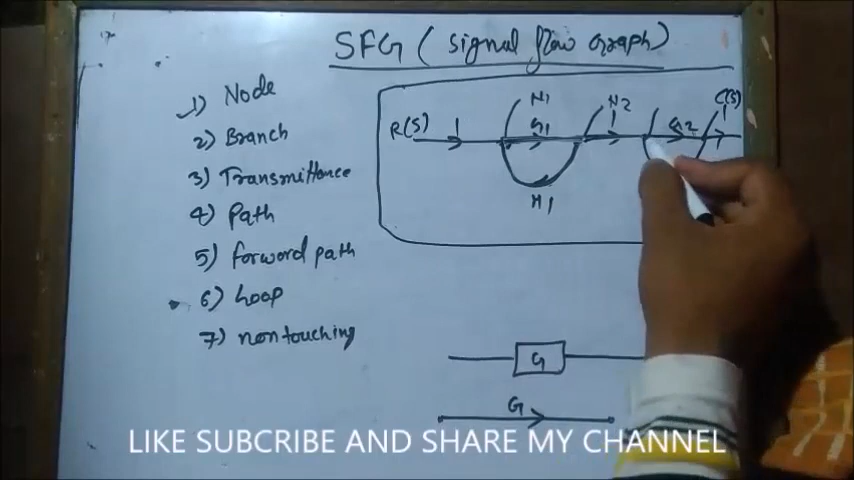 SFG ( signal flow Graph)
1) Node
2) Branch
3) Transmittance
4) Path
5) forword path
6) Loop
7) nontouching
R(S) 1 G1 1 G2 1 C(S)
N1 N2
H1
G
G
LIKE SUBCRIBE AND SHARE MY CHANNEL